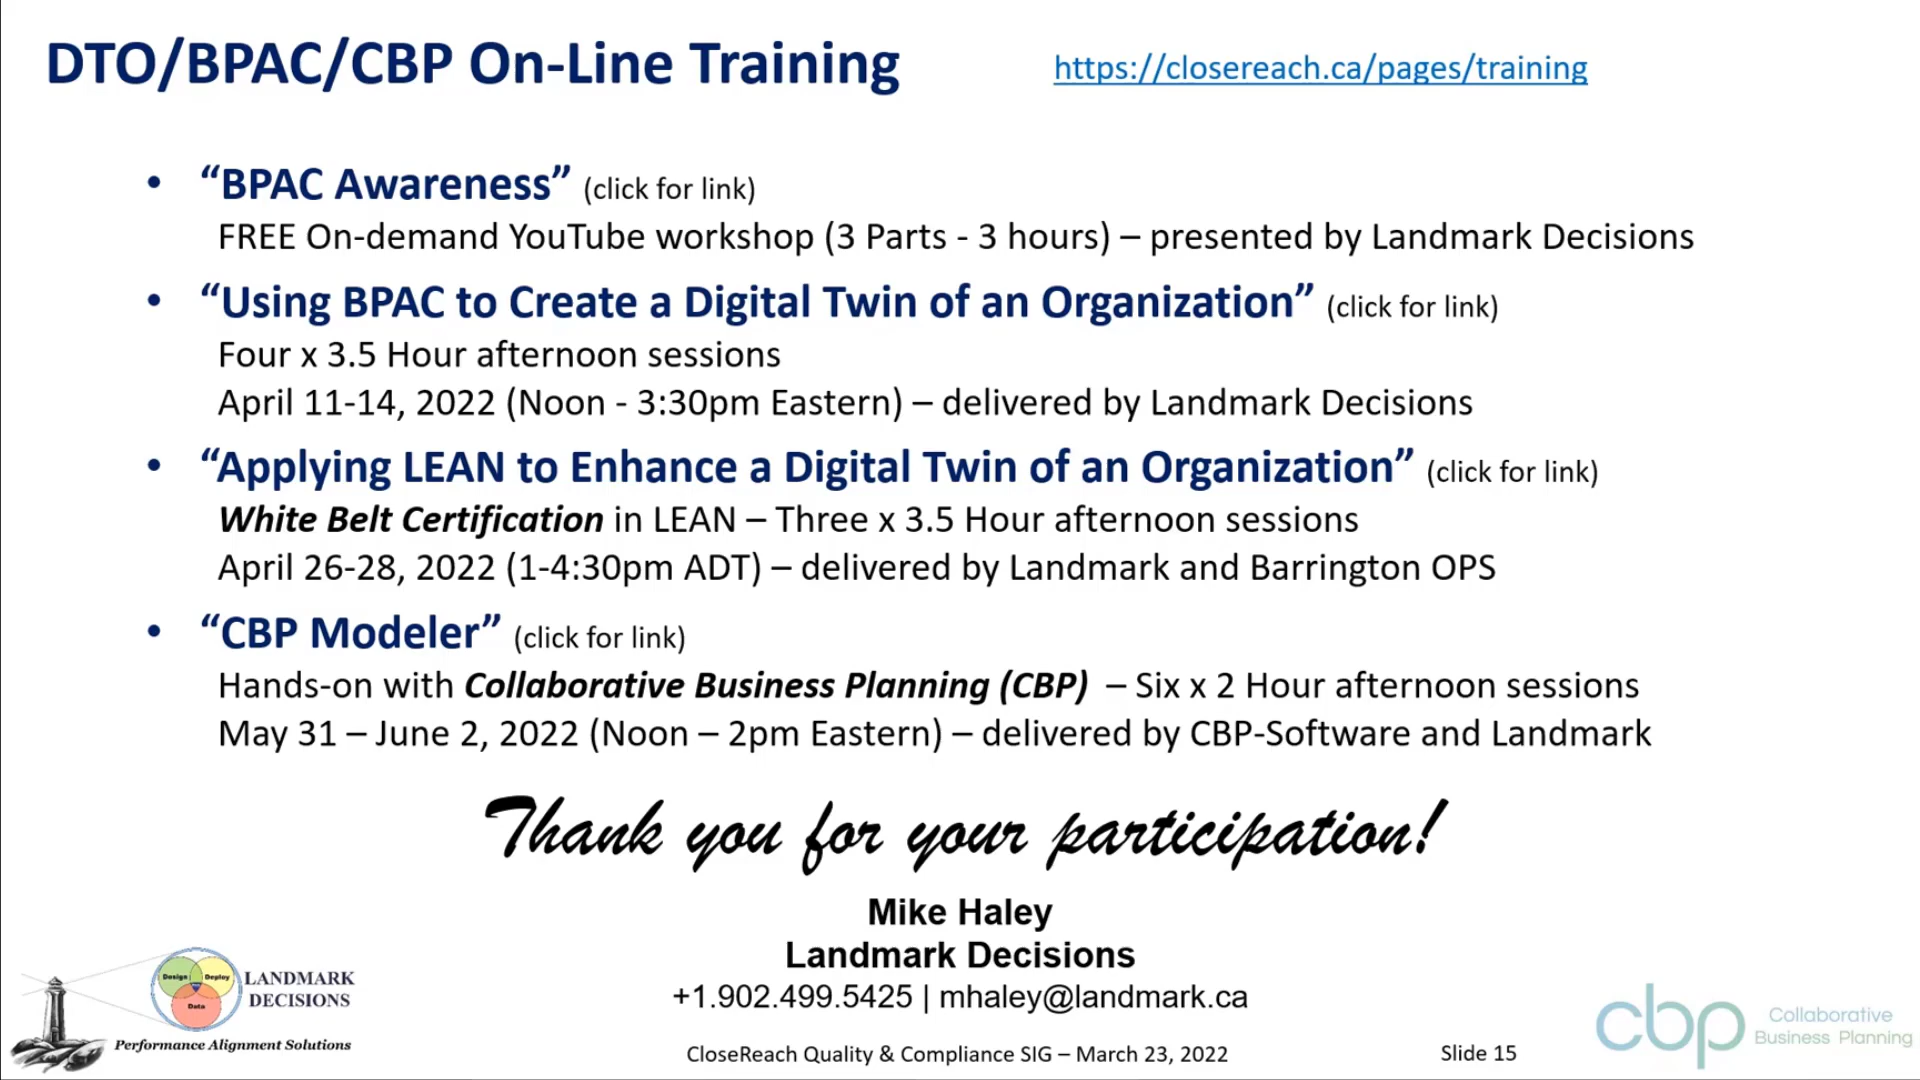 DTO/BPAC/CBP On-Line Training
https://closereach.ca/pages/training
• “BPAC Awareness” (click for link)
FREE On-demand YouTube workshop (3 Parts - 3 hours) – presented by Landmark Decisions
• “Using BPAC to Create a Digital Twin of an Organization” (click for link)
Four x 3.5 Hour afternoon sessions
April 11-14, 2022 (Noon - 3:30pm Eastern) – delivered by Landmark Decisions
• “Applying LEAN to Enhance a Digital Twin of an Organization” (click for link)
White Belt Certification in LEAN – Three x 3.5 Hour afternoon sessions
April 26-28, 2022 (1-4:30pm ADT) – delivered by Landmark and Barrington OPS
• “CBP Modeler” (click for link)
Hands-on with Collaborative Business Planning (CBP) – Six x 2 Hour afternoon sessions
May 31 – June 2, 2022 (Noon – 2pm Eastern) – delivered by CBP-Software and Landmark
Thank you for your participation!
Mike Haley
Landmark Decisions
+1.902.499.5425 | mhaley@landmark.ca
Design Deploy
Data
LANDMARK
DECISIONS
Performance Alignment Solutions
CloseReach Quality & Compliance SIG – March 23, 2022
Slide 15
cbp
Collaborative
Business Planning